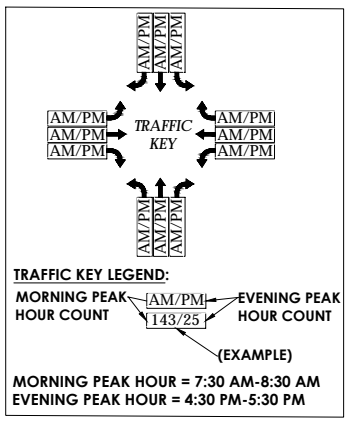 AM/PM
AM/PM
AM/PM
AM/PM
AM/PM
AM/PM
TRAFFIC
KEY
AM/PM
AM/PM
AM/PM
AM/PM
AM/PM
AM/PM
TRAFFIC KEY LEGEND:
MORNING PEAK
HOUR COUNT
AM/PM
143/25
EVENING PEAK
HOUR COUNT
(EXAMPLE)
MORNING PEAK HOUR = 7:30 AM-8:30 AM
EVENING PEAK HOUR = 4:30 PM-5:30 PM